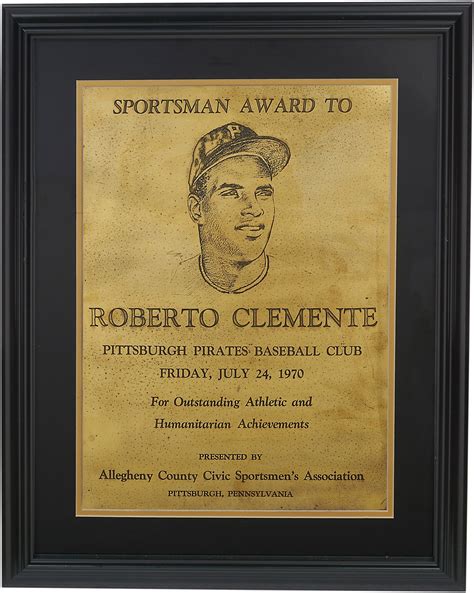 SPORTSMAN AWARD TO
P
ROBERTO CLEMENTE
PITTSBURGH PIRATES BASEBALL CLUB
FRIDAY, JULY 24, 1970
For Outstanding Athletic and
Humanitarian Achievements
PRESENTED BY
Allegheny County Civic Sportsmen's Association
PITTSBURGH, PENNSYLVANIA